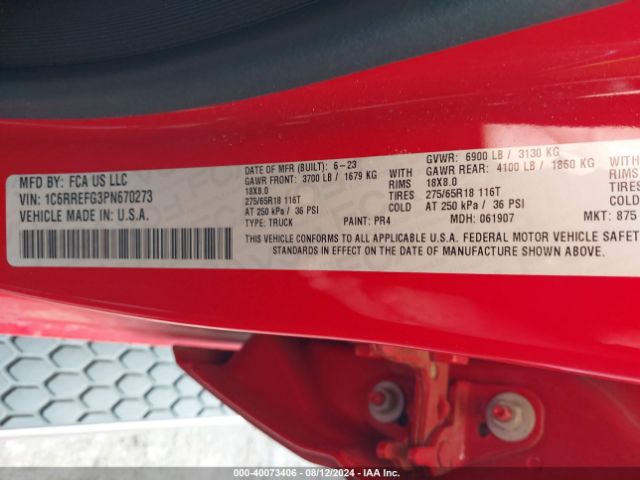 MFD BY: FCA US LLC
VIN: 1C6RREFG3PN670273
VEHICLE MADE IN U.S.A.
DATE OF MFR (BUILT): 6-23
GAWR FRONT: 3700 LB / 1679 KG WITH
18X8.0 RIMS
275/65R18 116T TIRES
AT 250 kPa / 36 PSI COLD
TYPE: TRUCK PAINT: PR4
GVWR: 6900 LB / 3130 KG
GAWR REAR: 4100 LB / 1860 KG WITH
18X8.0 RIMS
275/65R18 116T TIRES
AT 250 kPa / 36 PSI COLD
MDH: 061907 MKT: 875
THIS VEHICLE CONFORMS TO ALL APPLICABLE U.S.A. FEDERAL MOTOR VEHICLE SAFET
STANDARDS IN EFFECT ON THE DATE OF MANUFACTURE SHOWN ABOVE.
000-40073406 - 08/12/2024 - IAA Inc.